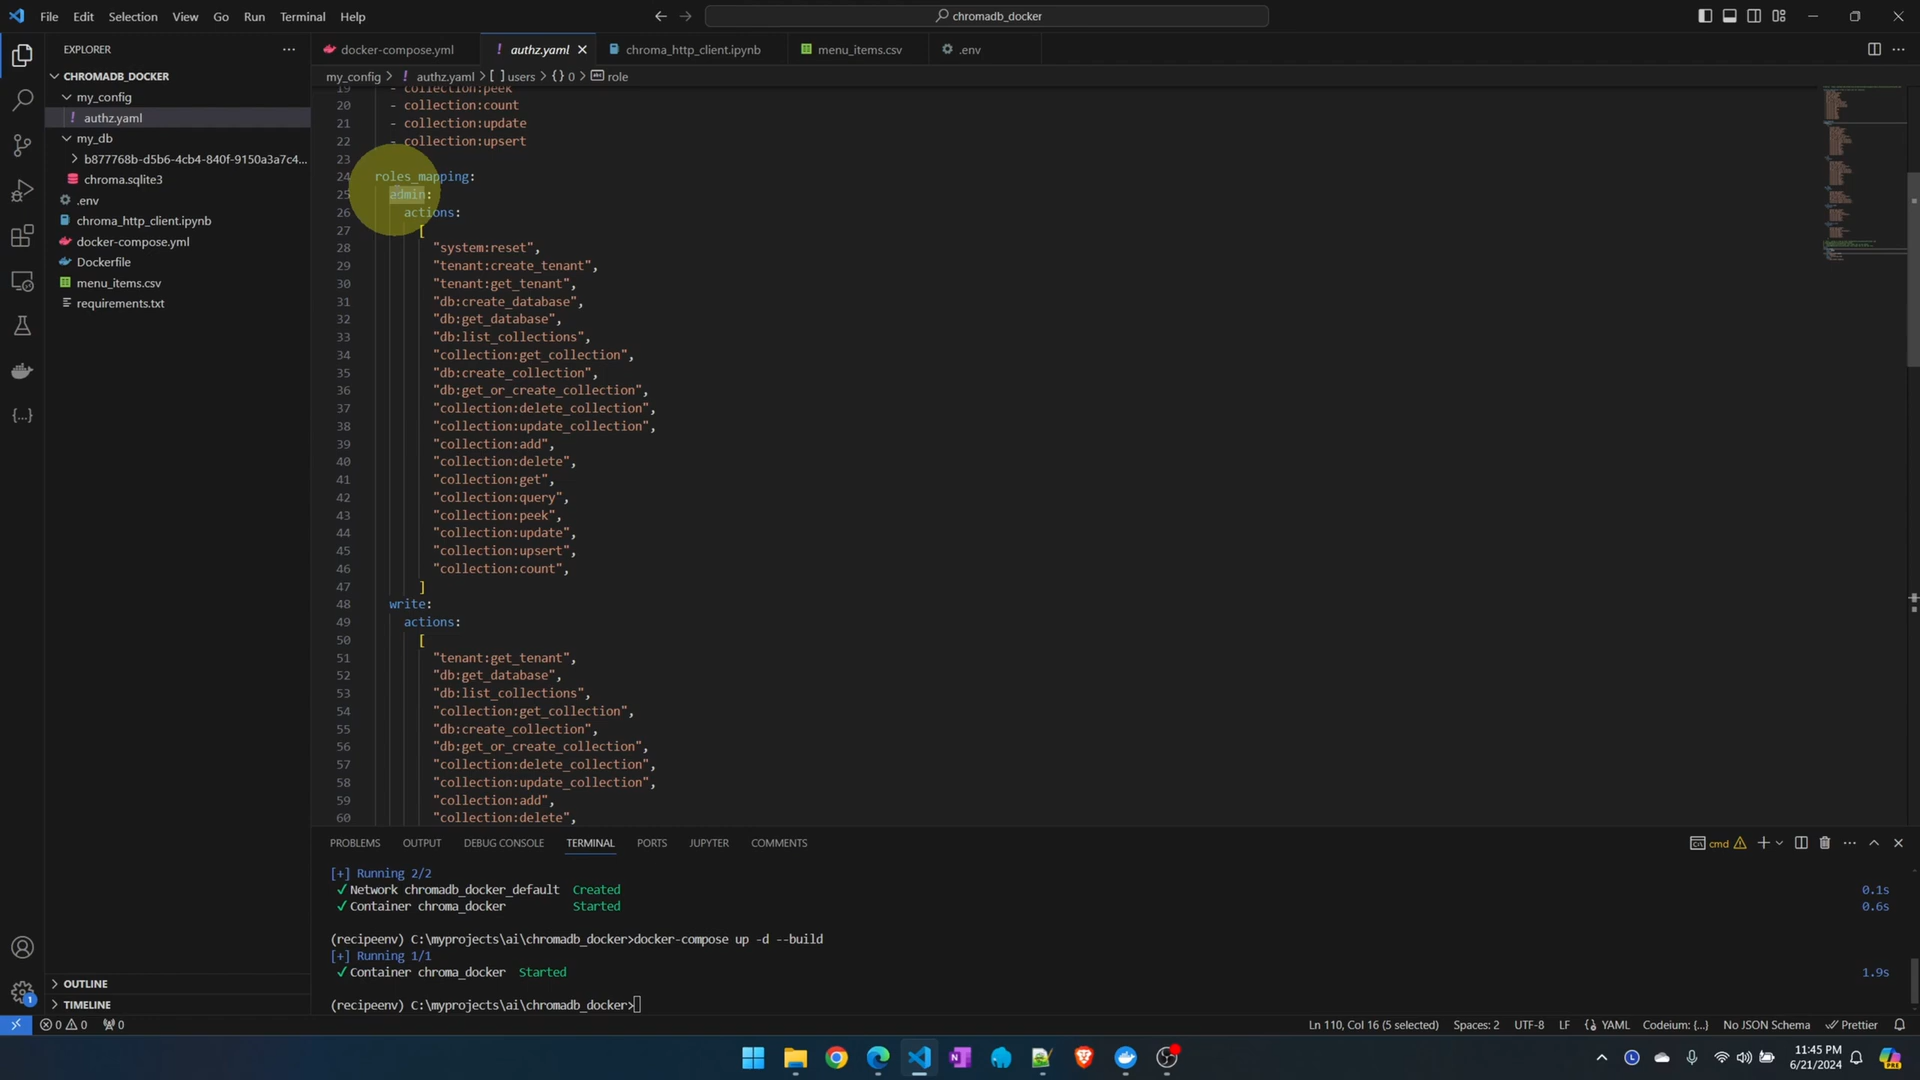 File Edit Selection View Go Run Terminal Help
chromadb_docker
EXPLORER
docker-compose.yml
authz.yaml
chroma_http_client.ipynb
menu_items.csv
.env
CHROMADB_DOCKER
my_config > authz.yaml > [ ] users > {} 0 > role
my_config
authz.yaml
my_db
b877768b-d5b6-4cb4-840f-9150a3a7c4...
chroma.sqlite3
.env
chroma_http_client.ipynb
docker-compose.yml
Dockerfile
menu_items.csv
requirements.txt
OUTLINE
TIMELINE
19 - collection:peek
20 - collection:count
21 - collection:update
22 - collection:upsert
23
24 roles_mapping:
25 admin:
26 actions:
27 [
28 "system:reset",
29 "tenant:create_tenant",
30 "tenant:get_tenant",
31 "db:create_database",
32 "db:get_database",
33 "db:list_collections",
34 "collection:get_collection",
35 "db:create_collection",
36 "db:get_or_create_collection",
37 "collection:delete_collection",
38 "collection:update_collection",
39 "collection:add",
40 "collection:delete",
41 "collection:get",
42 "collection:query",
43 "collection:peek",
44 "collection:update",
45 "collection:upsert",
46 "collection:count",
47 ]
48 write:
49 actions:
50 [
51 "tenant:get_tenant",
52 "db:get_database",
53 "db:list_collections",
54 "collection:get_collection",
55 "db:create_collection",
56 "db:get_or_create_collection",
57 "collection:delete_collection",
58 "collection:update_collection",
59 "collection:add",
60 "collection:delete",
PROBLEMS OUTPUT DEBUG CONSOLE TERMINAL PORTS JUPYTER COMMENTS
cmd
[+] Running 2/2
✓ Network chromadb_docker_default Created 0.1s
✓ Container chroma_docker Started 0.6s
(recipeenv) C:\myprojects\ai\chromadb_docker>docker-compose up -d --build
[+] Running 1/1
✓ Container chroma_docker Started 1.9s
(recipeenv) C:\myprojects\ai\chromadb_docker>
0 0 0 Ln 110, Col 16 (5 selected) Spaces: 2 UTF-8 LF {} YAML Codeium: {...} No JSON Schema Prettier
11:45 PM
6/21/2024